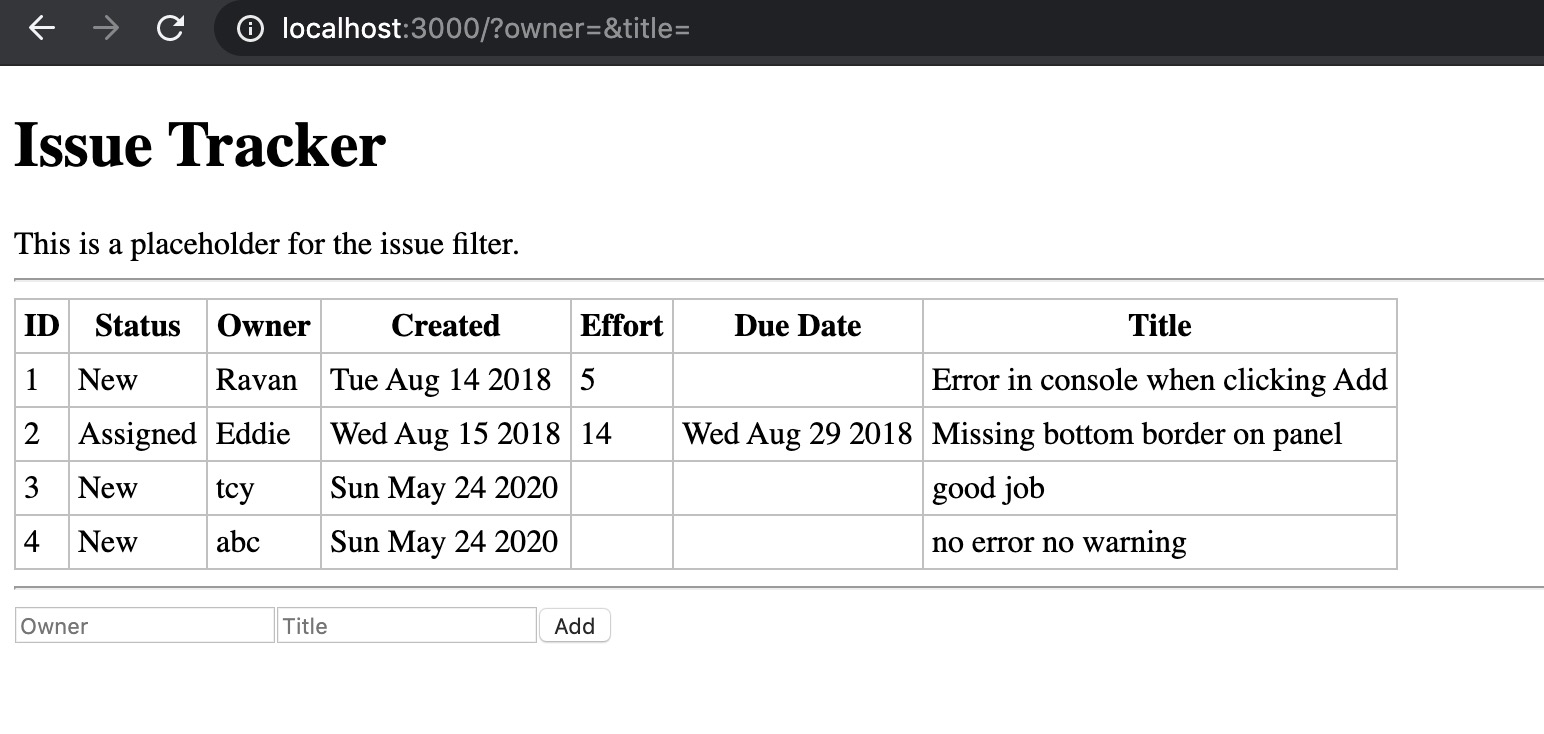 localhost:3000/?owner=&title=
Issue Tracker
This is a placeholder for the issue filter.
ID Status Owner Created Effort Due Date Title
1 New Ravan Tue Aug 14 2018 5 Error in console when clicking Add
2 Assigned Eddie Wed Aug 15 2018 14 Wed Aug 29 2018 Missing bottom border on panel
3 New tcy Sun May 24 2020 good job
4 New abc Sun May 24 2020 no error no warning
Owner Title Add